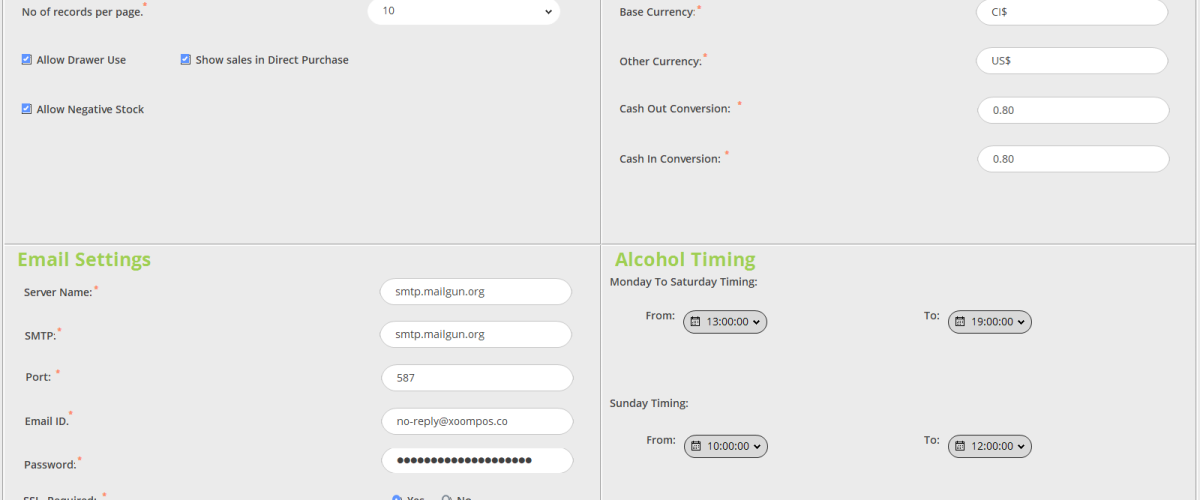 No of records per page.*
10
Allow Drawer Use
Show sales in Direct Purchase
Allow Negative Stock
Base Currency:*
CI$
Other Currency:*
US$
Cash Out Conversion: *
0.80
Cash In Conversion: *
0.80
Email Settings
Server Name:*
smtp.mailgun.org
SMTP:*
smtp.mailgun.org
Port: *
587
Email ID.*
no-reply@xoompos.co
Password:*
••••••••••••••••••••
SSL Required: *
Yes No
Alcohol Timing
Monday To Saturday Timing:
From: 13:00:00 To: 19:00:00
Sunday Timing:
From: 10:00:00 To: 12:00:00